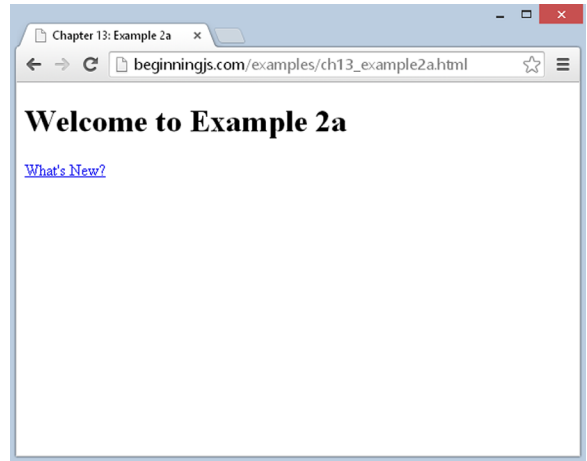 Chapter 13: Example 2a
beginningjs.com/examples/ch13_example2a.html
Welcome to Example 2a
What's New?